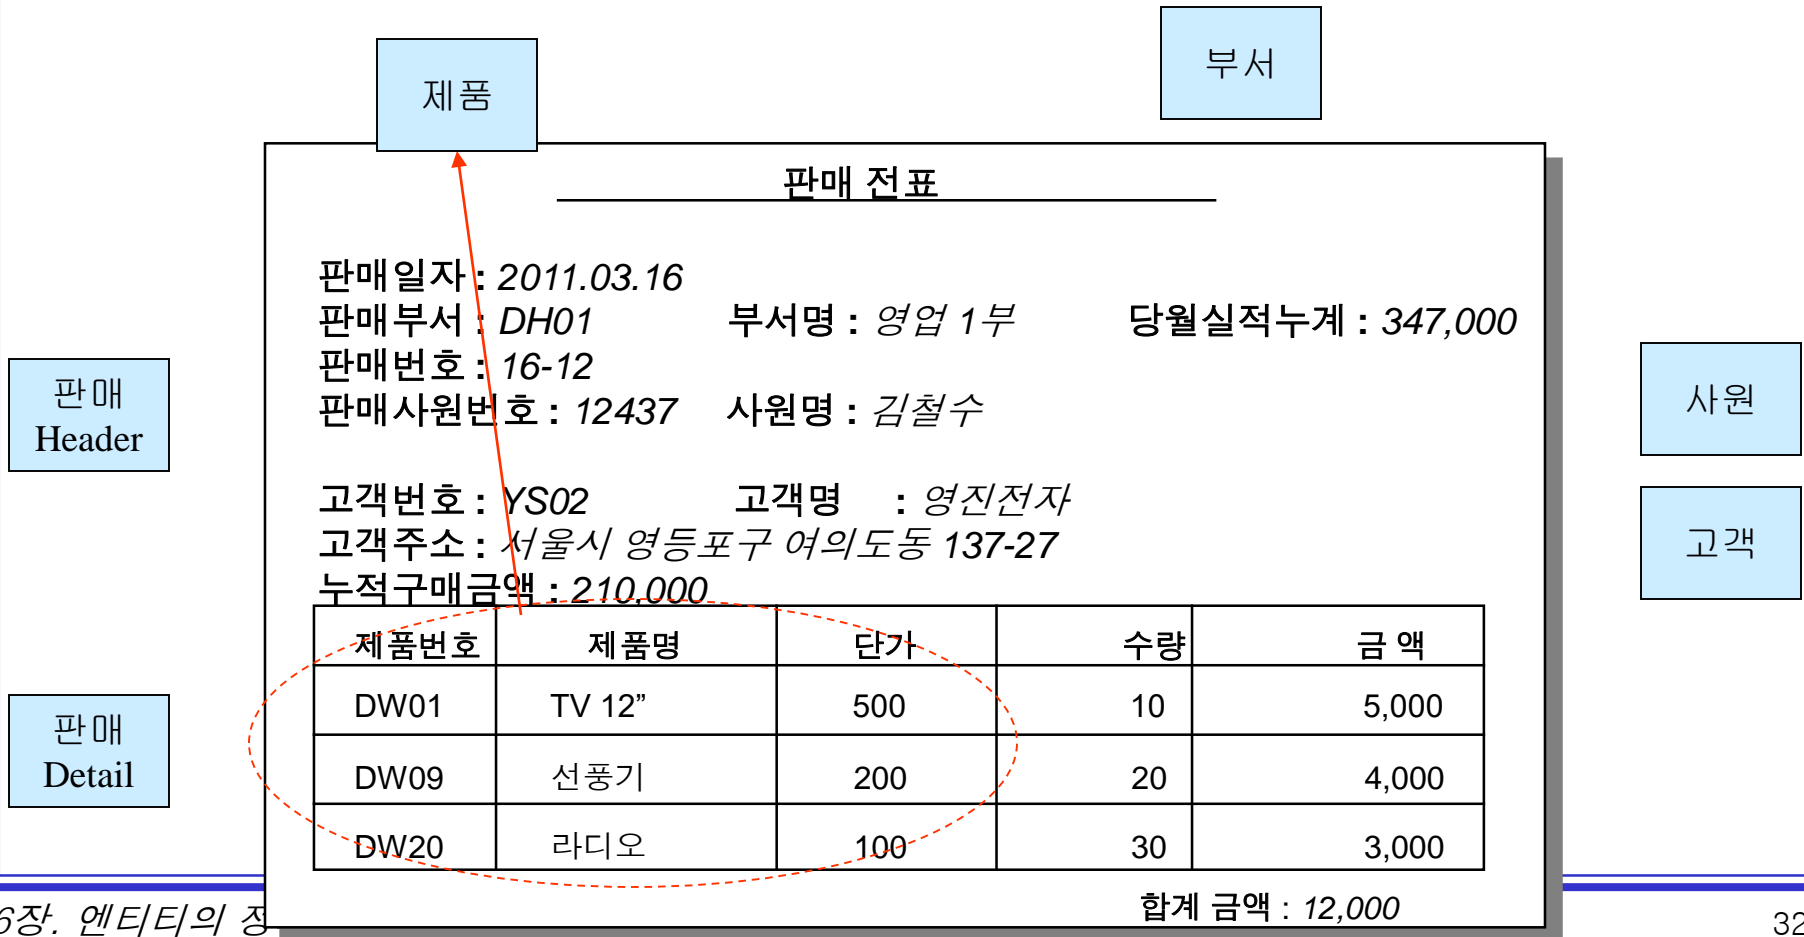 부서
제품
판매 전표
판매일자 : 2011.03.16
판매부서 : DH01 부서명 : 영업 1부 당월실적누계 : 347,000
판매번호 : 16-12
판매사원번호 : 12437 사원명 : 김철수
고객번호 : YS02 고객명 : 영진전자
고객주소 : 서울시 영등포구 여의도동 137-27
누적구매금액 : 210,000
제품번호 제품명 단가 수량 금 액
DW01 TV 12” 500 10 5,000
DW09 선풍기 200 20 4,000
DW20 라디오 100 30 3,000
합계 금액 : 12,000
판매
Header
판매
Detail
사원
고객
6장. 엔티티의 정
32